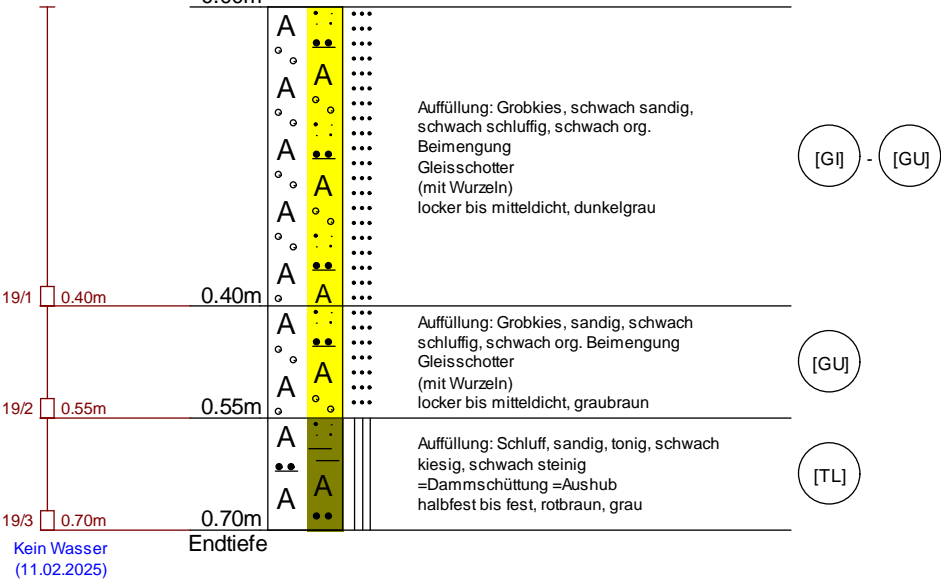 0.00m
A
A
A
A
A
A
A
A
Auffüllung: Grobkies, schwach sandig,
schwach schluffig, schwach org.
Beimengung
Gleisschotter
(mit Wurzeln)
locker bis mitteldicht, dunkelgrau
[GI] - [GU]
19/1 0.40m
0.40m
A
A
A
Auffüllung: Grobkies, sandig, schwach
schluffig, schwach org. Beimengung
Gleisschotter
(mit Wurzeln)
locker bis mitteldicht, graubraun
[GU]
19/2 0.55m
0.55m
A
A
A
Auffüllung: Schluff, sandig, tonig, schwach
kiesig, schwach steinig
=Dammschüttung =Aushub
halbfest bis fest, rotbraun, grau
[TL]
19/3 0.70m
0.70m
Endtiefe
Kein Wasser
(11.02.2025)